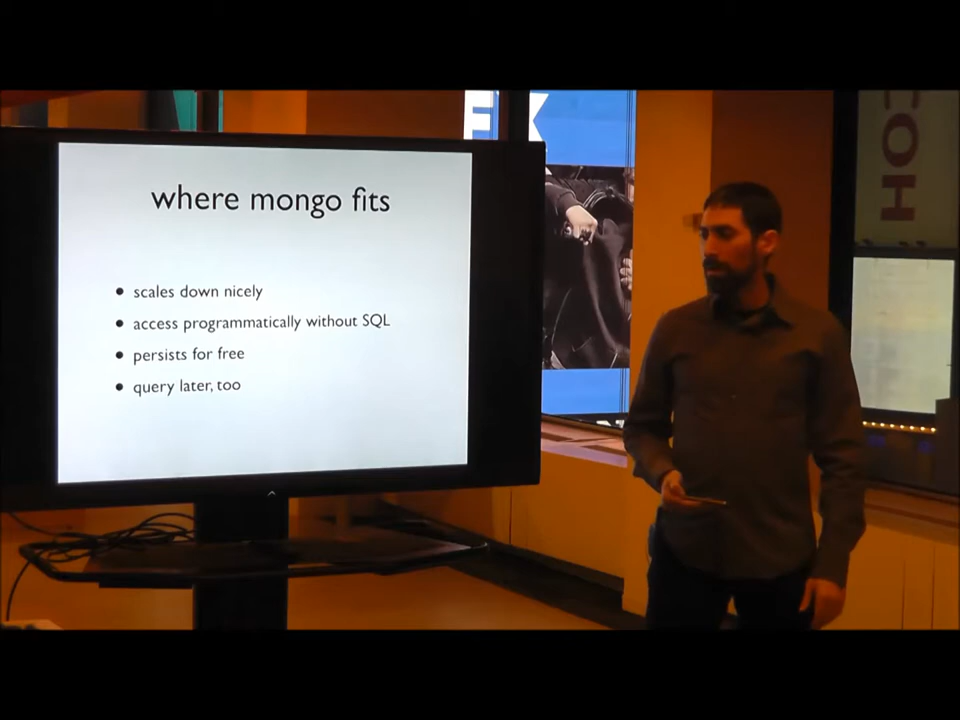 where mongo fits
scales down nicely
access programmatically without SQL
persists for free
query later, too